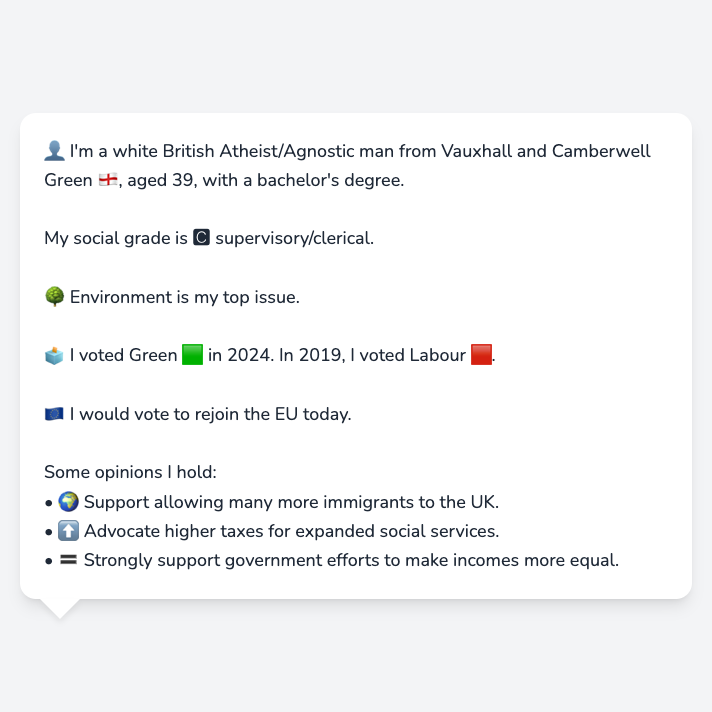 👤 I'm a white British Atheist/Agnostic man from Vauxhall and Camberwell
Green 🏴󠁧󠁢󠁥󠁮󠁧󠁿, aged 39, with a bachelor's degree.
My social grade is 🅲 supervisory/clerical.
🌳 Environment is my top issue.
🗳️ I voted Green 🟩 in 2024. In 2019, I voted Labour 🟥.
🇪🇺 I would vote to rejoin the EU today.
Some opinions I hold:
• 🌍 Support allowing many more immigrants to the UK.
• ⬆️ Advocate higher taxes for expanded social services.
• 🟰 Strongly support government efforts to make incomes more equal.